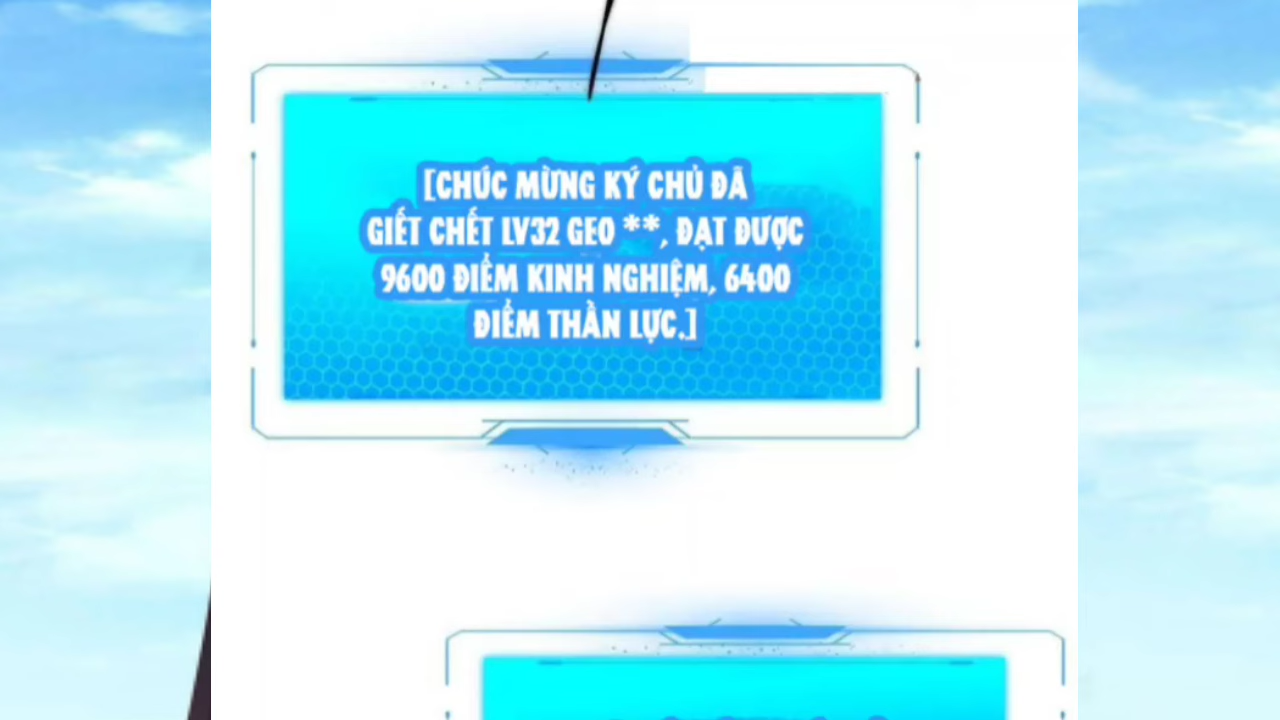 [CHÚC MỪNG KÝ CHỦ ĐÃ
GIẾT CHẾT LV32 GEO **, ĐẠT ĐƯỢC
9600 ĐIỂM KINH NGHIỆM, 6400
ĐIỂM THẦN LỰC.]